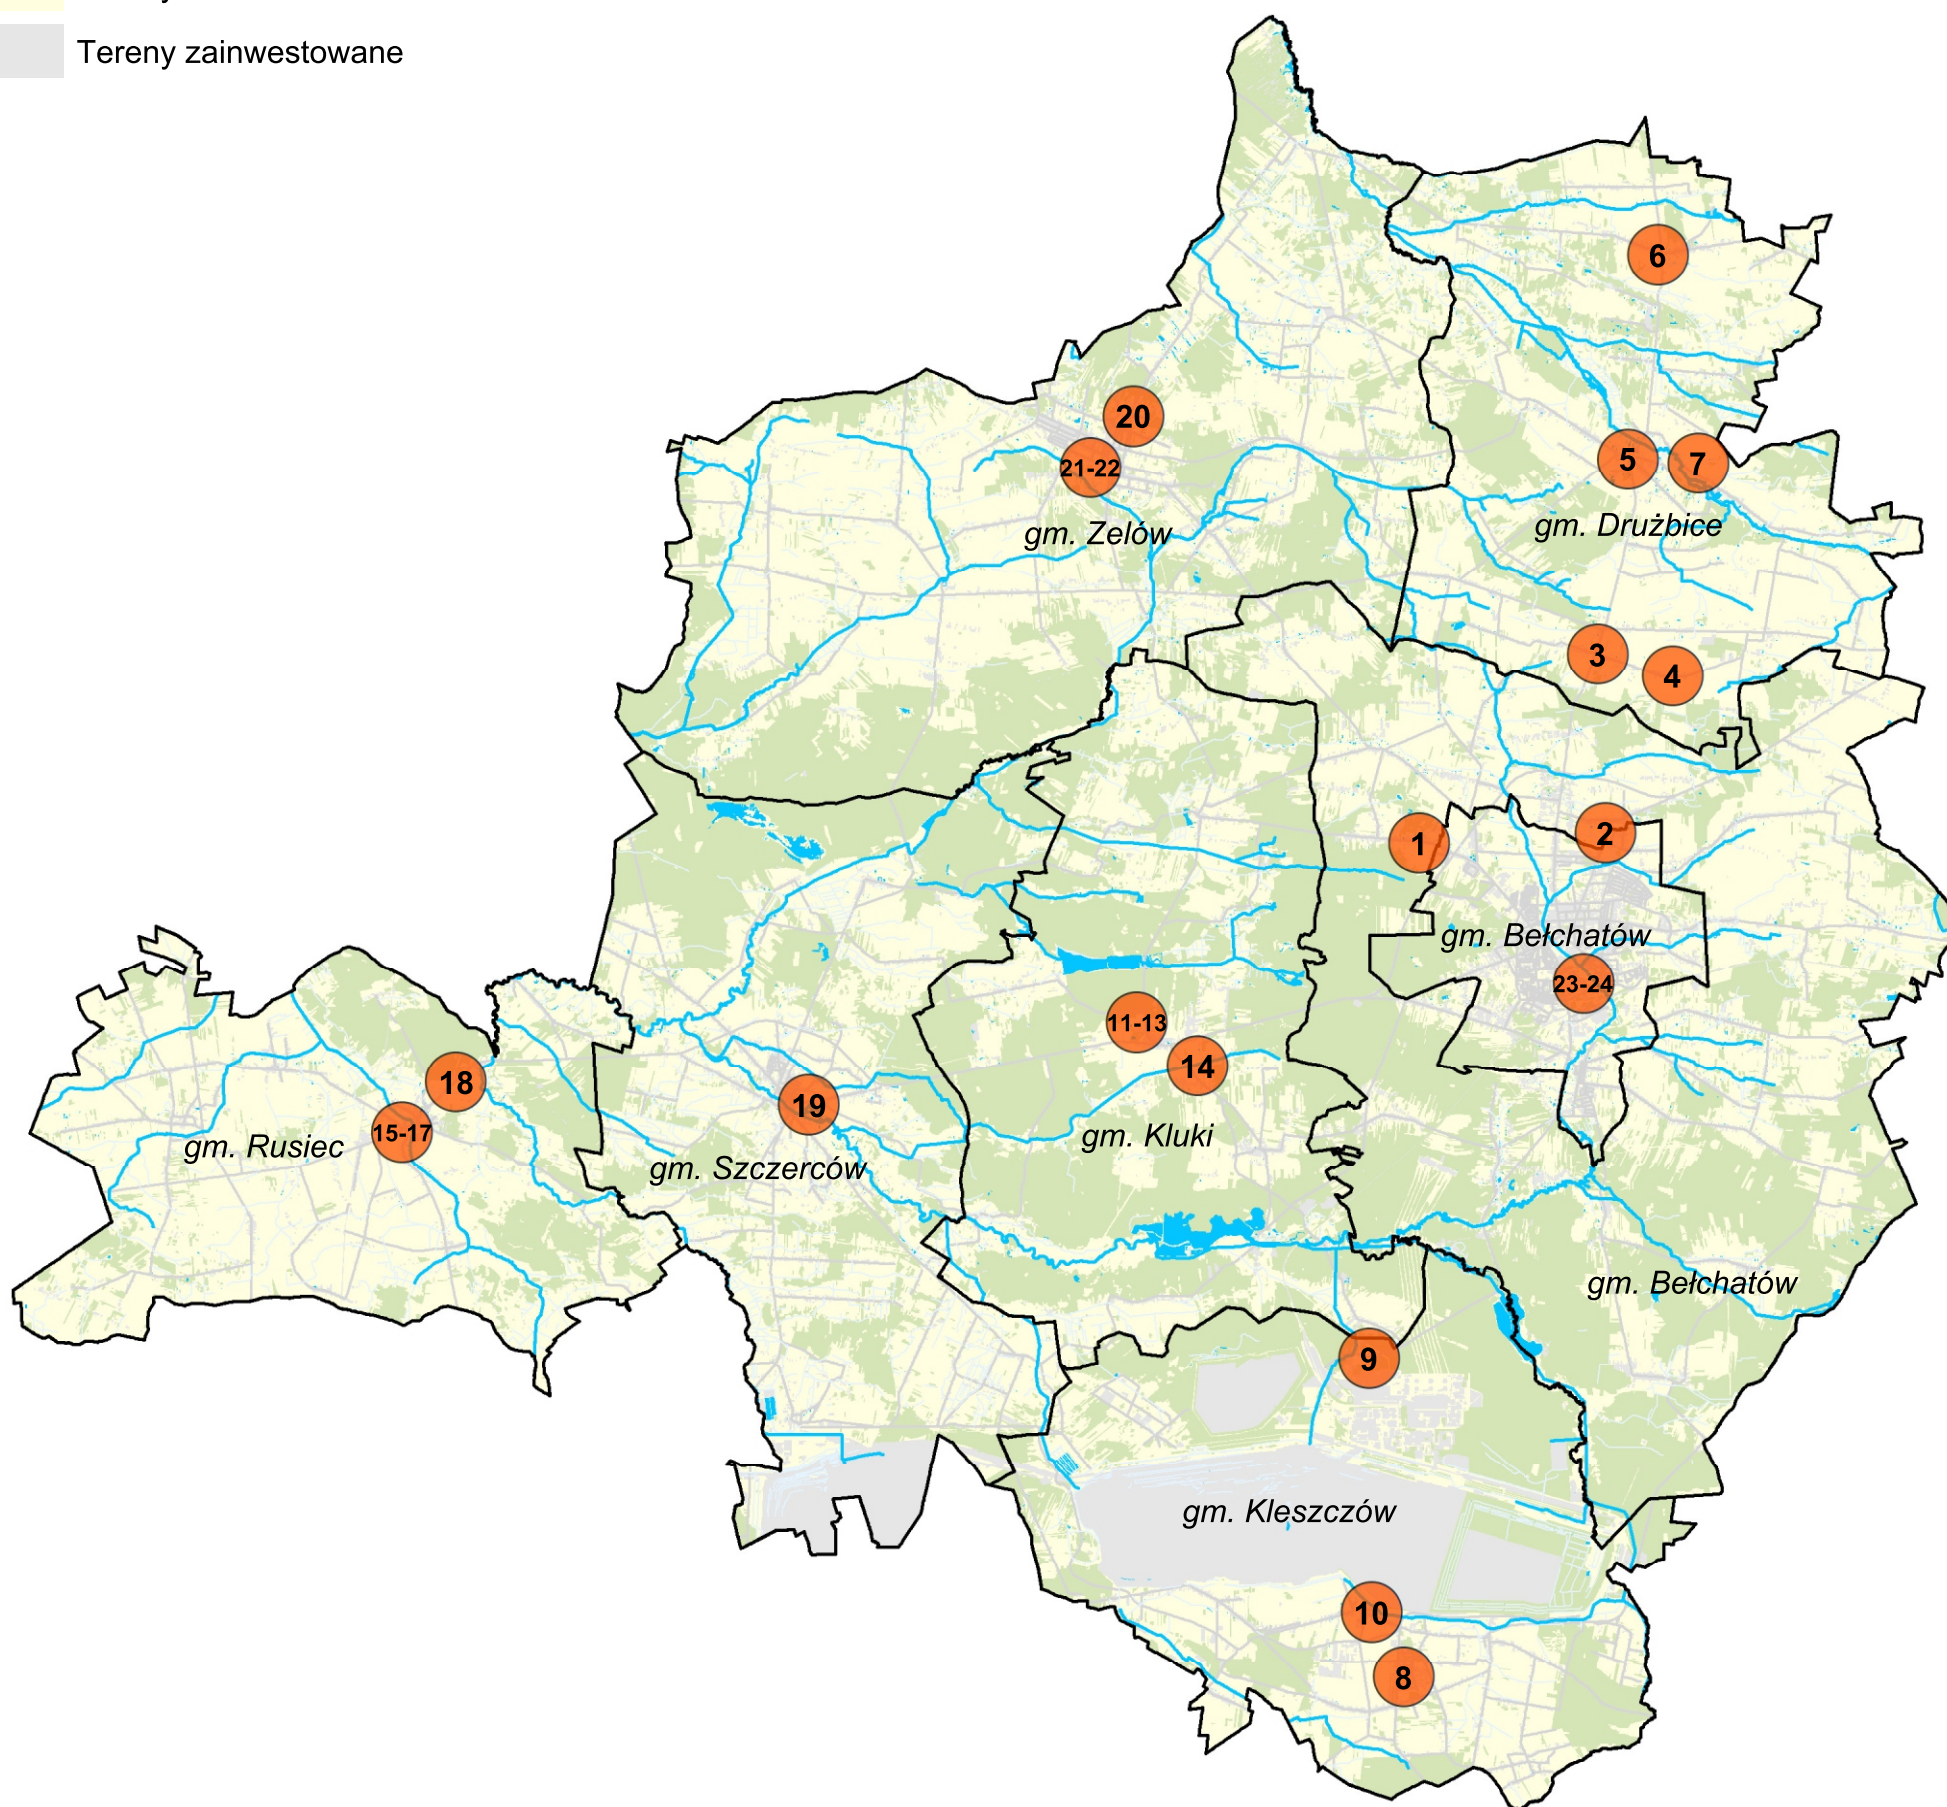 Tereny zainwestowane
6
20
21-22
5
7
gm. Zelów
gm. Drużbice
3
4
1
2
gm. Bełchatów
23-24
11-13
14
18
19
15-17
gm. Rusiec
gm. Kluki
gm. Szczerców
gm. Bełchatów
9
gm. Kleszczów
10
8